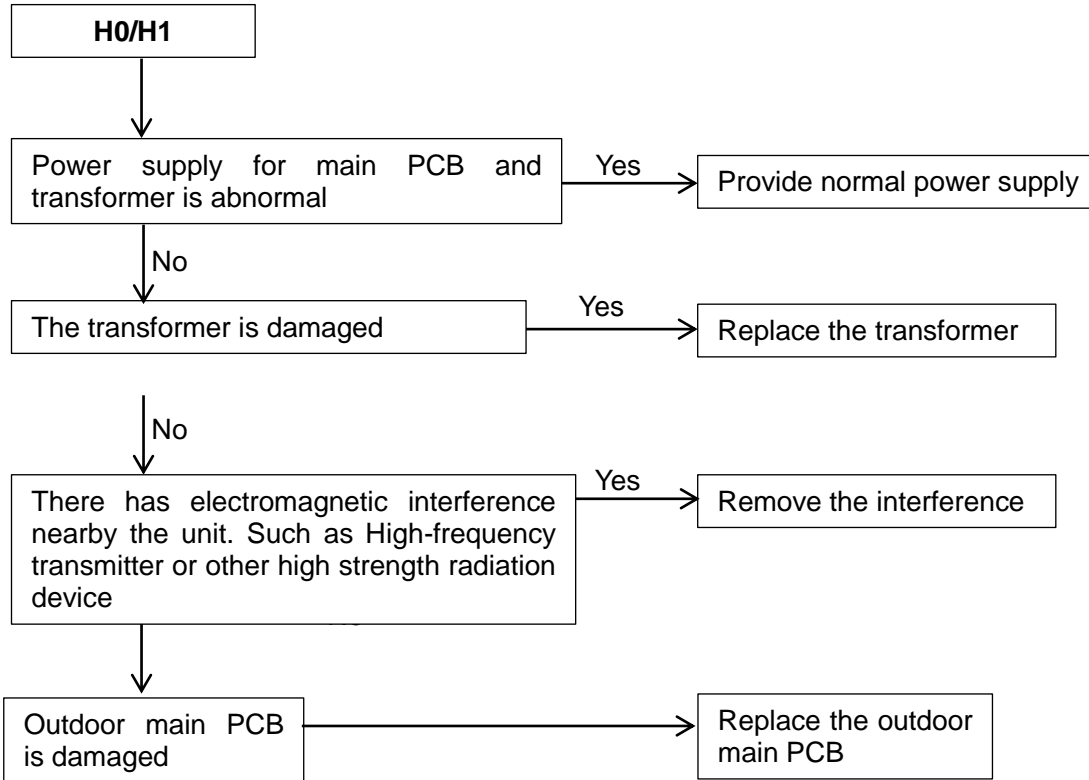 H0/H1
Power supply for main PCB and
transformer is abnormal
Yes
Provide normal power supply
No
The transformer is damaged
Yes
Replace the transformer
No
There has electromagnetic interference
nearby the unit. Such as High-frequency
transmitter or other high strength radiation
device
Yes
Remove the interference
Outdoor main PCB
is damaged
Replace the outdoor
main PCB